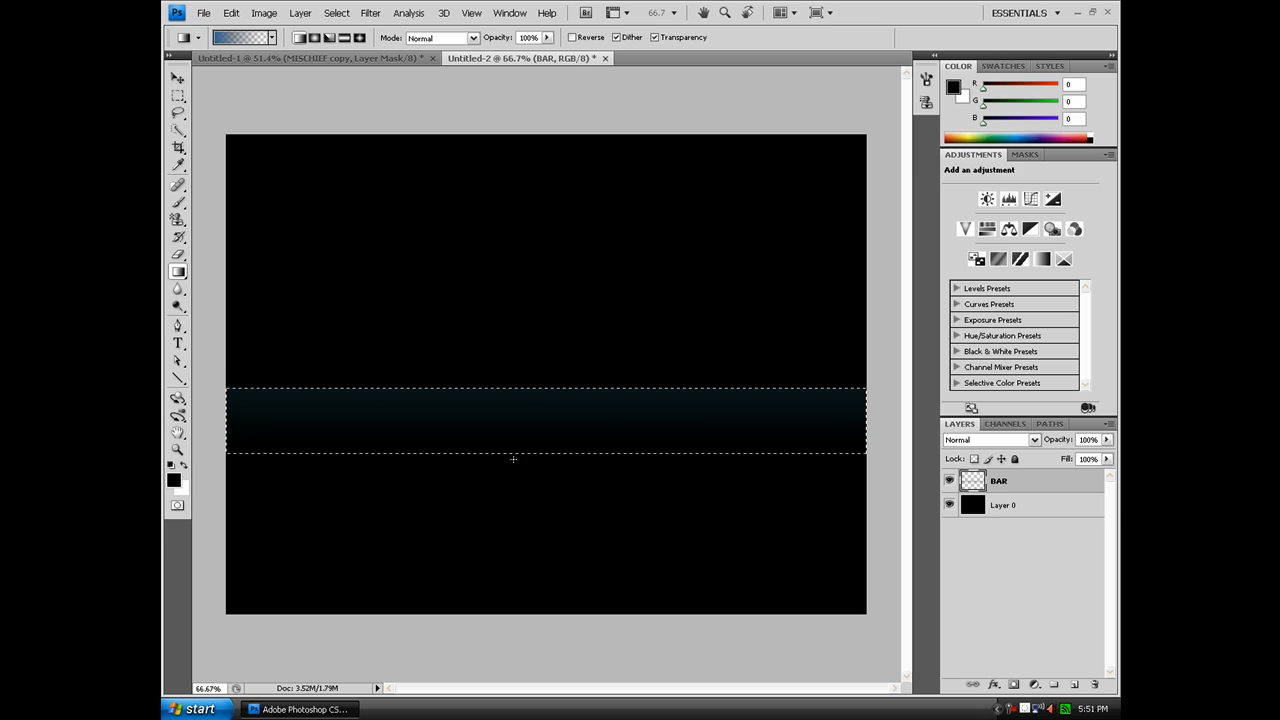 Ps File Edit Image Layer Select Filter Analysis 3D View Window Help Br 66.7 ESSENTIALS
Mode: Normal Opacity: 100% Reverse Dither Transparency
Untitled-1 @ 51.4% (MISCHIEF copy, Layer Mask/8) * Untitled-2 @ 66.7% (BAR, RGB/8) *
COLOR SWATCHES STYLES
R 0
G 0
B 0
ADJUSTMENTS MASKS
Add an adjustment
Levels Presets
Curves Presets
Exposure Presets
Hue/Saturation Presets
Black & White Presets
Channel Mixer Presets
Selective Color Presets
LAYERS CHANNELS PATHS
Normal Opacity: 100%
Lock: Fill: 100%
BAR
Layer 0
66.67% Doc: 3.52M/1.79M
start Ps Adobe Photoshop CS... 5:51 PM